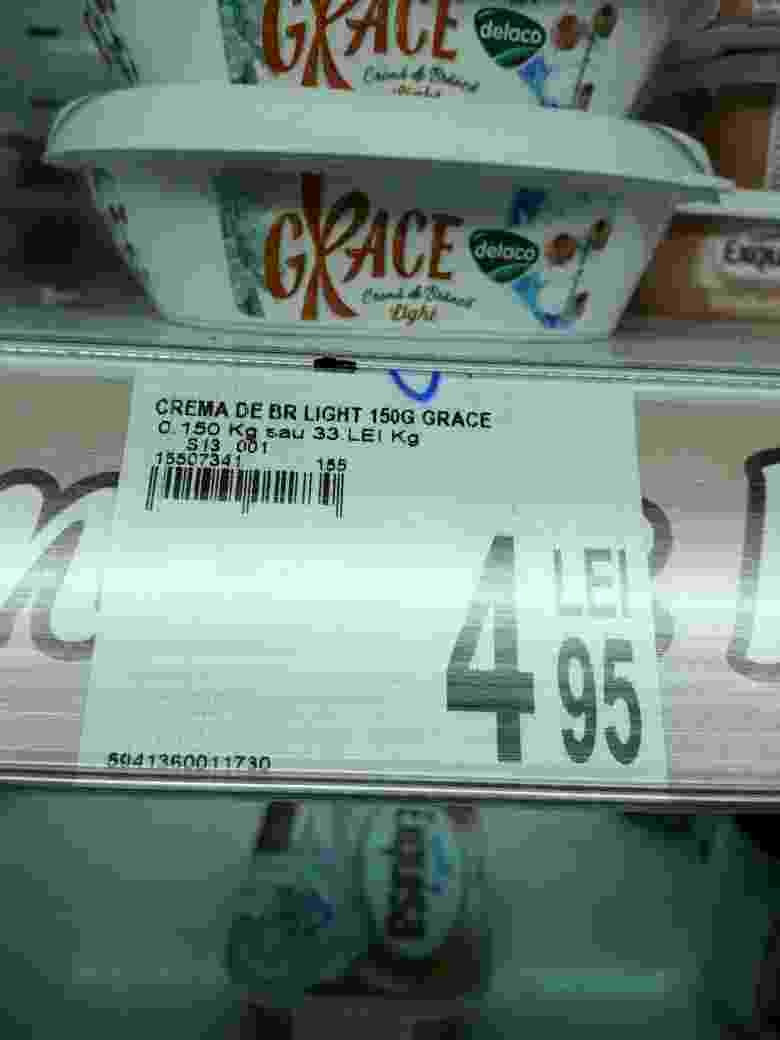 GRACE
delaco
Cremă de Brânză
Light
GRACE
delaco
Cremă de Brânză
Light
CREMA DE BR LIGHT 150G GRACE
0.150 Kg sau 33 LEI Kg
S13 001
15507341 155
4 LEI 95
5941360011730